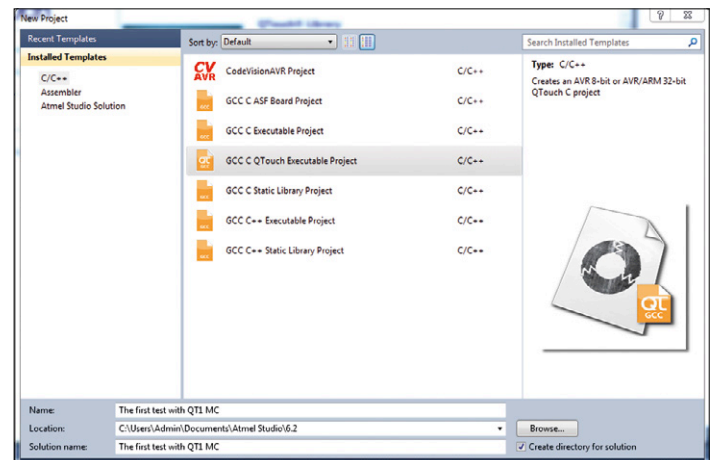 New Project
QTouch® Library
Recent Templates
Sort by: Default
Search Installed Templates
Installed Templates
C/C++
Assembler
Atmel Studio Solution
CV
AVR
CodeVisionAVR Project C/C++
GCC C ASF Board Project C/C++
GCC C Executable Project C/C++
QT
GCC C QTouch Executable Project C/C++
GCC C Static Library Project C/C++
GCC C++ Executable Project C/C++
GCC C++ Static Library Project C/C++
Type: C/C++
Creates an AVR 8-bit or AVR/ARM 32-bit
QTouch C project
QT
GCC
Name: The first test with QT1 MC
Location: C:\Users\Admin\Documents\Atmel Studio\6.2
Browse...
Solution name: The first test with QT1 MC
Create directory for solution